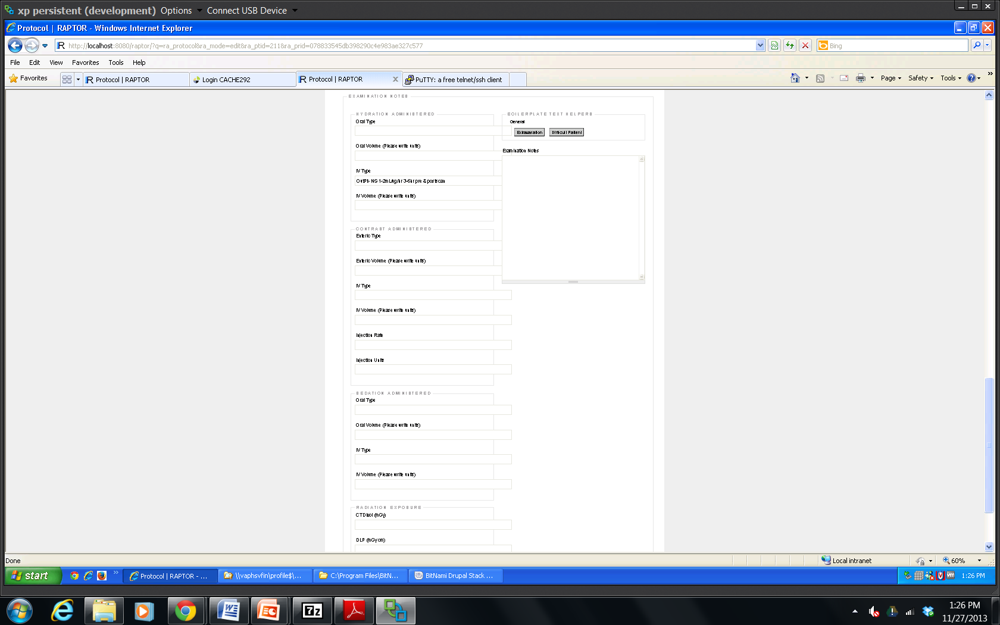 xp persistent (development) Options Connect USB Device
Protocol | RAPTOR - Windows Internet Explorer
http://localhost:8080/raptor/?q=ra_protocol&ra_mode=edit&ra_ptid=211&ra_prid=078833545db398290c4e983ae327c577
Bing
File Edit View Favorites Tools Help
Favorites
Protocol | RAPTOR
Login CACHE292
Protocol | RAPTOR
PuTTY: a free telnet/ssh client
Page Safety Tools
EXAMINATION NOTES
HYDRATION ADMINISTERED
Oral Type
Oral Volume (Please write units)
IV Type
OutPt- NS 1-2mL/kg/hr 3-6hr pre & postscan
IV Volume (Please write units)
CONTRAST ADMINISTERED
Enteric Type
Enteric Volume (Please write units)
IV Type
IV Volume (Please write units)
Injection Rate
Injection Units
SEDATION ADMINISTERED
Oral Type
Oral Volume (Please write units)
IV Type
IV Volume (Please write units)
RADIATION EXPOSURE
CTDIvol (mGy)
DLP (mGycm)
BOILERPLATE TEXT HELPERS
General
Extravasation
Difficult Patient
Examination Notes
Done
Local intranet
60%
start
Protocol | RAPTOR - ...
\\vaphsvfin\profile$\...
C:\Program Files\BitN...
BitNami Drupal Stack ...
1:26 PM
1:26 PM
11/27/2013